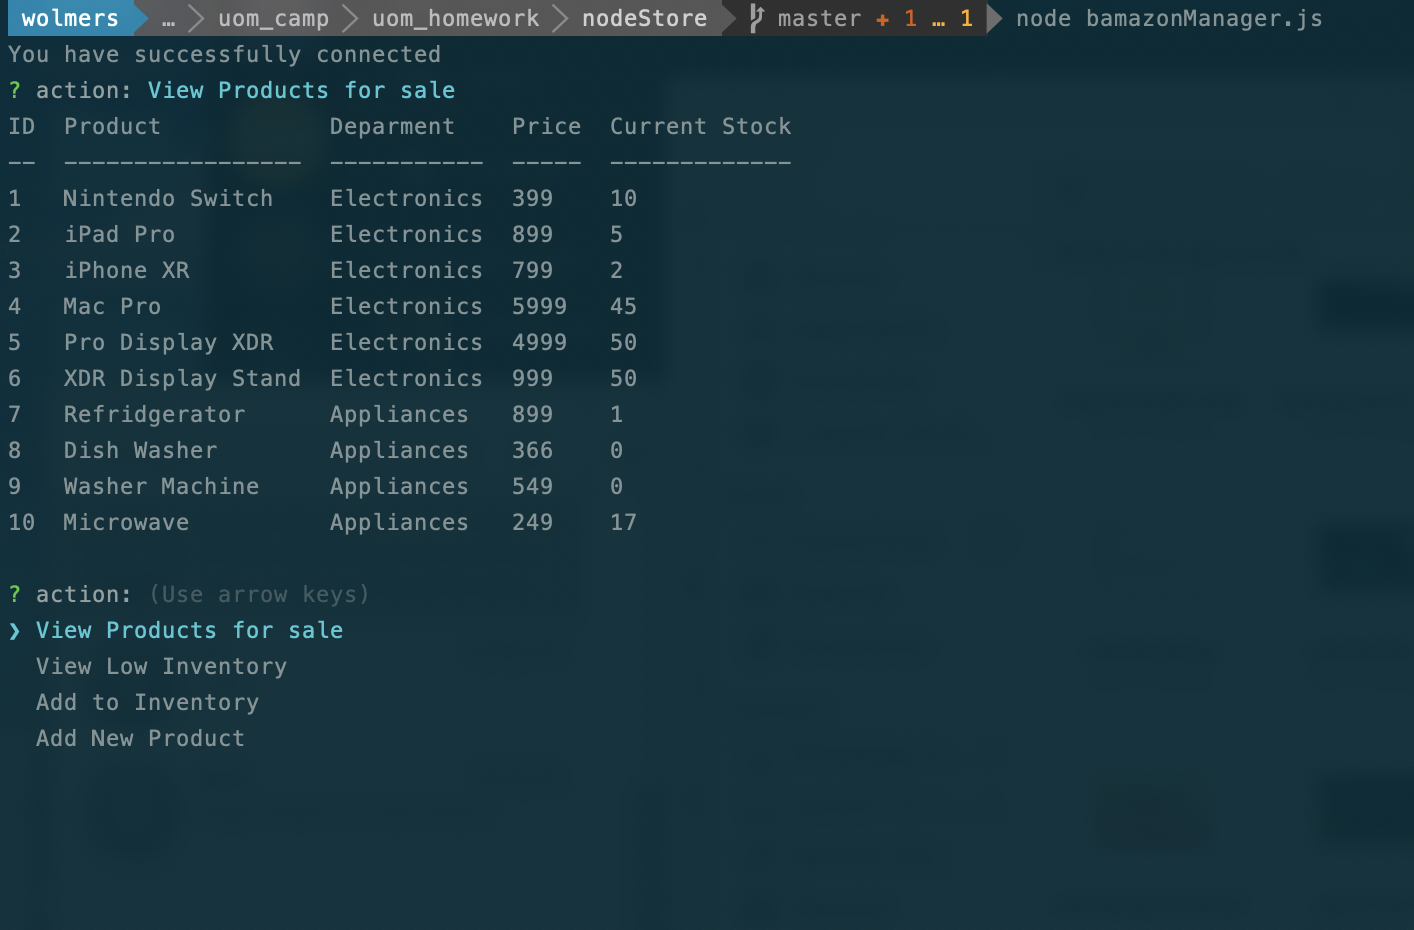 wolmers … uom_camp uom_homework nodeStore master + 1 … 1 node bamazonManager.js
You have successfully connected
? action: View Products for sale
ID Product Deparment Price Current Stock
-- ----------------- ----------- ----- -------------
1 Nintendo Switch Electronics 399 10
2 iPad Pro Electronics 899 5
3 iPhone XR Electronics 799 2
4 Mac Pro Electronics 5999 45
5 Pro Display XDR Electronics 4999 50
6 XDR Display Stand Electronics 999 50
7 Refridgerator Appliances 899 1
8 Dish Washer Appliances 366 0
9 Washer Machine Appliances 549 0
10 Microwave Appliances 249 17
? action: (Use arrow keys)
❯ View Products for sale
View Low Inventory
Add to Inventory
Add New Product